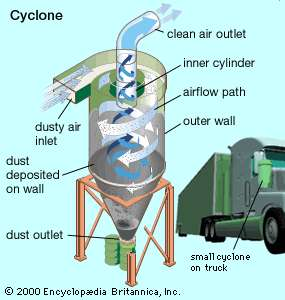 Cyclone
clean air outlet
inner cylinder
airflow path
outer wall
dusty air
inlet
dust
deposited
on wall
dust outlet
small cyclone
on truck
© 2000 Encyclopædia Britannica, Inc.